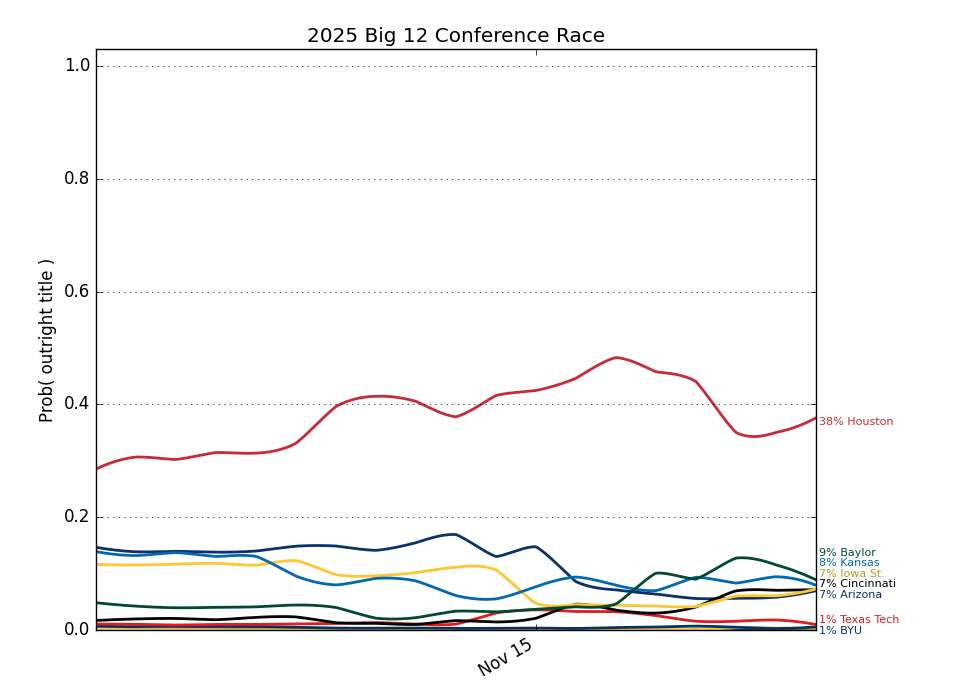 2025 Big 12 Conference Race
Prob( outright title )
1.0
0.8
0.6
0.4
0.2
0.0
Nov 15
38% Houston
9% Baylor
8% Kansas
7% Iowa St.
7% Cincinnati
7% Arizona
1% Texas Tech
1% BYU